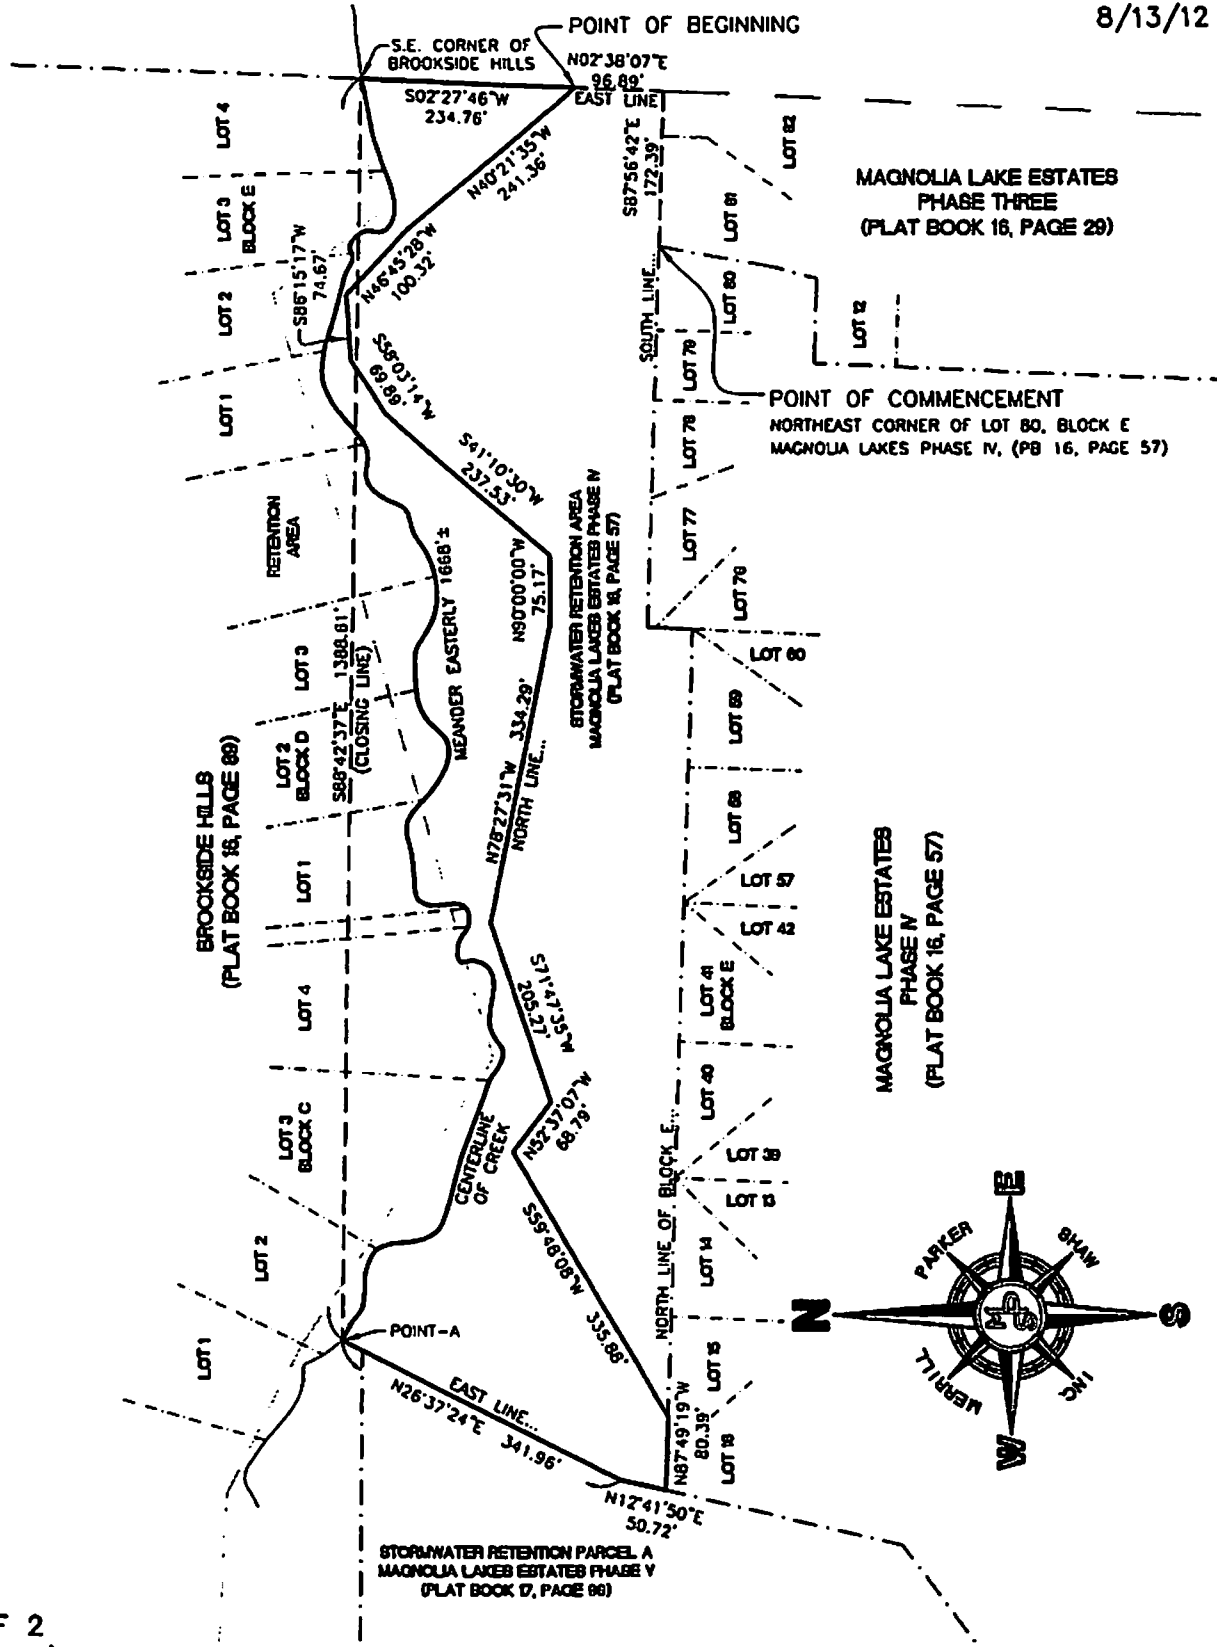 8/13/12
POINT OF BEGINNING
S.E. CORNER OF
BROOKSIDE HILLS
N02°38'07"E
96.89'
EAST LINE
S02°27'46"W
234.76'
N40°21'35"W
241.36'
S87°56'42"E
172.39'
LOT 4
LOT 3
BLOCK E
LOT 2
LOT 1
S86°15'17"W
74.67'
N46°45'28"W
100.32'
LOT 82
LOT 81
LOT 80
MAGNOLIA LAKE ESTATES
PHASE THREE
(PLAT BOOK 16, PAGE 29)
LOT 12
SOUTH LINE...
LOT 79
LOT 78
LOT 77
LOT 76
POINT OF COMMENCEMENT
NORTHEAST CORNER OF LOT 80, BLOCK E
MAGNOLIA LAKES PHASE IV, (PB 16, PAGE 57)
S58°03'14"W
69.89'
S41°10'30"W
237.53'
RETENTION
AREA
N90°00'00"W
75.17'
STORMWATER RETENTION AREA
MAGNOLIA LAKES ESTATES PHASE IV
(PLAT BOOK 16, PAGE 57)
LOT 60
LOT 59
LOT 58
LOT 57
LOT 42
LOT 41
BLOCK E
LOT 40
LOT 39
LOT 13
LOT 14
LOT 15
LOT 16
BROOKSIDE HILLS
(PLAT BOOK 16, PAGE 89)
LOT 3
LOT 2
BLOCK D
LOT 1
S88°42'37"E 1388.61'
(CLOSING LINE)
MEANDER EASTERLY 1668'±
N78°27'31"W 334.29'
NORTH LINE...
MAGNOLIA LAKE ESTATES
PHASE IV
(PLAT BOOK 16, PAGE 57)
LOT 4
LOT 3
BLOCK C
LOT 2
LOT 1
S71°47'35"W
205.27'
N52°37'07"W
68.79'
CENTERLINE
OF CREEK
S59°48'08"W 335.88'
NORTH LINE OF BLOCK E...
POINT-A
EAST LINE...
N26°37'24"E 341.96'
N87°49'19"W
80.39'
N12°41'50"E
50.72'
STORMWATER RETENTION PARCEL A
MAGNOLIA LAKES ESTATES PHASE V
(PLAT BOOK 17, PAGE 99)
N
E
S
W
PARKER
SHAW
MERRILL
INC
F 2